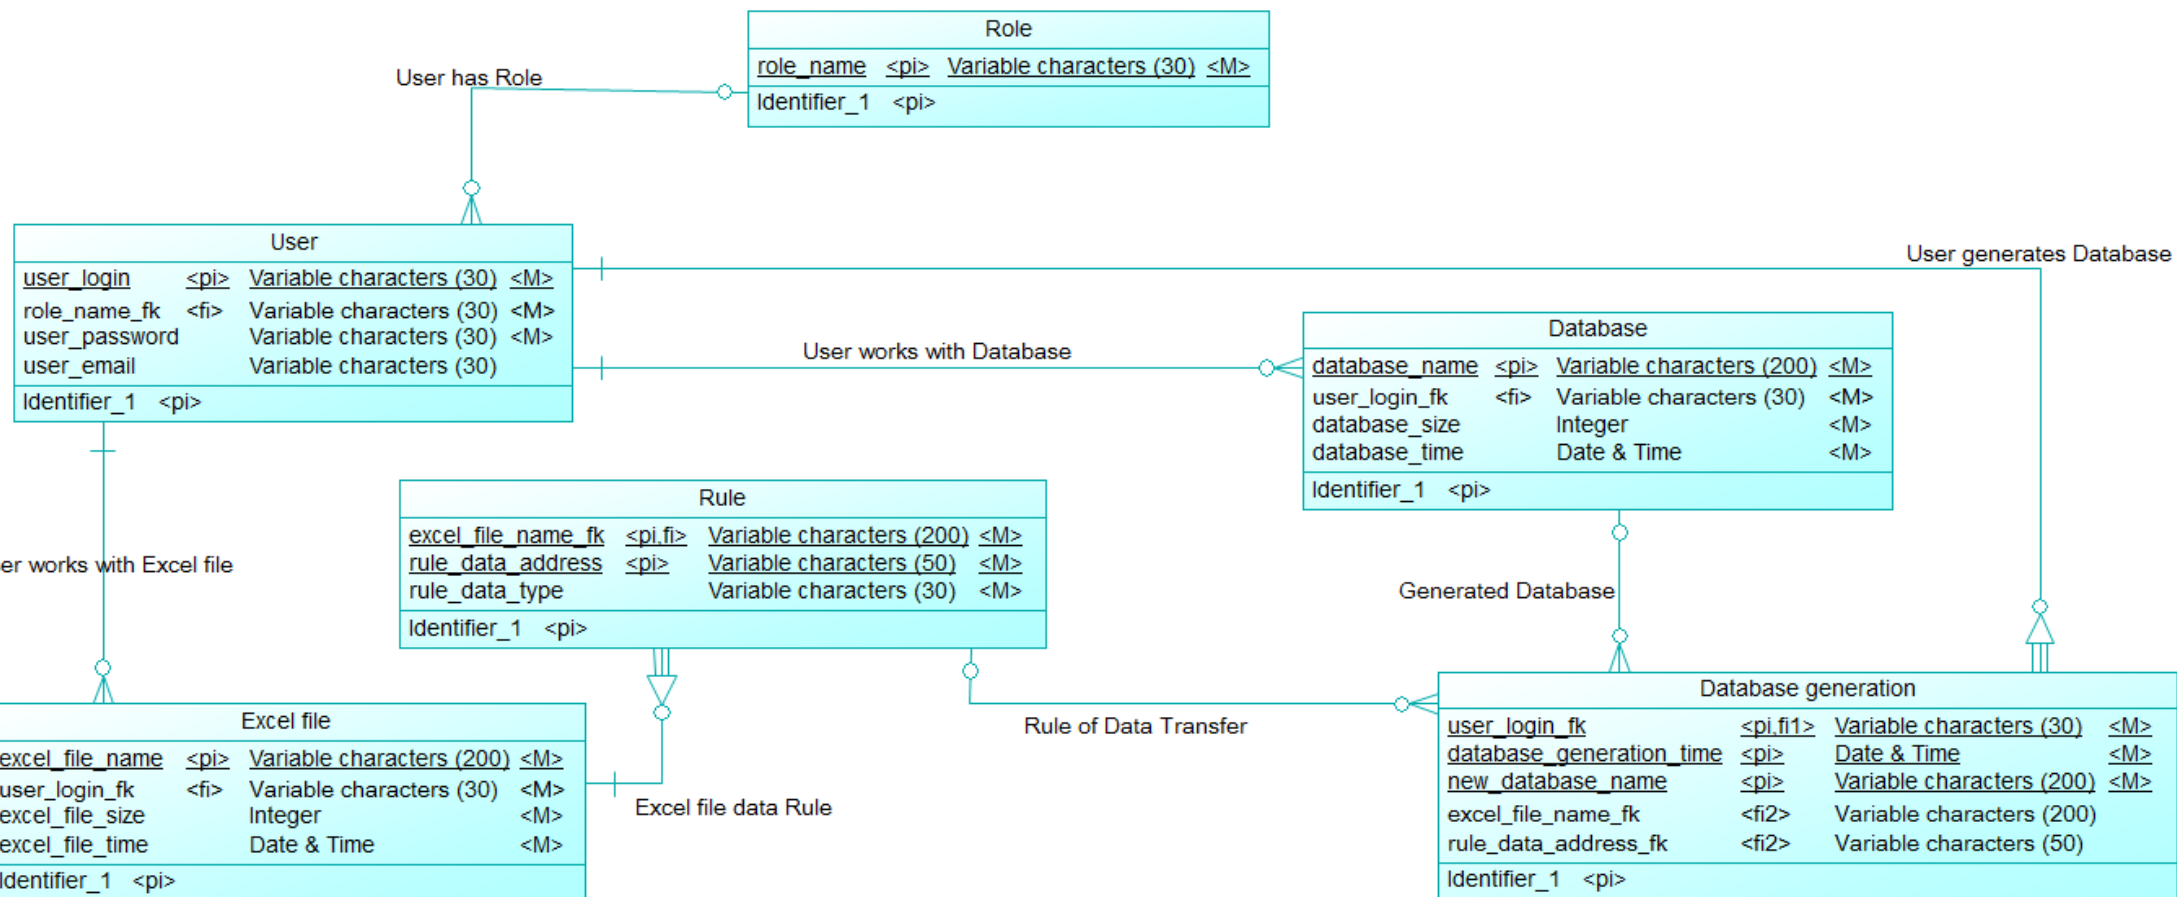 Role
role_name <pi> Variable characters (30) <M>
Identifier_1 <pi>
User has Role
User
user_login <pi> Variable characters (30) <M>
role_name_fk <fi> Variable characters (30) <M>
user_password Variable characters (30) <M>
user_email Variable characters (30)
Identifier_1 <pi>
User generates Database
User works with Database
Database
database_name <pi> Variable characters (200) <M>
user_login_fk <fi> Variable characters (30) <M>
database_size Integer <M>
database_time Date & Time <M>
Identifier_1 <pi>
Rule
excel_file_name_fk <pi,fi> Variable characters (200) <M>
rule_data_address <pi> Variable characters (50) <M>
rule_data_type Variable characters (30) <M>
Identifier_1 <pi>
er works with Excel file
Generated Database
Rule of Data Transfer
Excel file
excel_file_name <pi> Variable characters (200) <M>
user_login_fk <fi> Variable characters (30) <M>
excel_file_size Integer <M>
excel_file_time Date & Time <M>
Identifier_1 <pi>
Excel file data Rule
Database generation
user_login_fk <pi,fi1> Variable characters (30) <M>
database_generation_time <pi> Date & Time <M>
new_database_name <pi> Variable characters (200) <M>
excel_file_name_fk <fi2> Variable characters (200)
rule_data_address_fk <fi2> Variable characters (50)
Identifier_1 <pi>